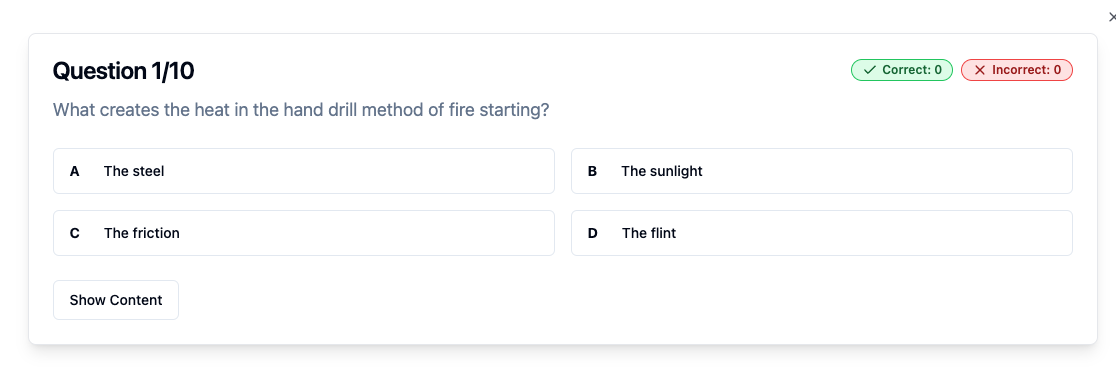 Question 1/10
Correct: 0
Incorrect: 0
What creates the heat in the hand drill method of fire starting?
A The steel
B The sunlight
C The friction
D The flint
Show Content